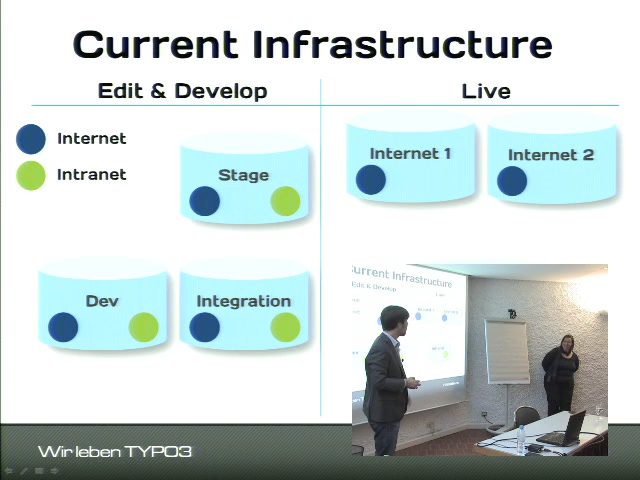 Current Infrastructure
Edit & Develop
Live
Internet
Intranet
Stage
Internet 1
Internet 2
Dev
Integration
Current Infrastructure
Edit & Develop
Wir leben TYPO3